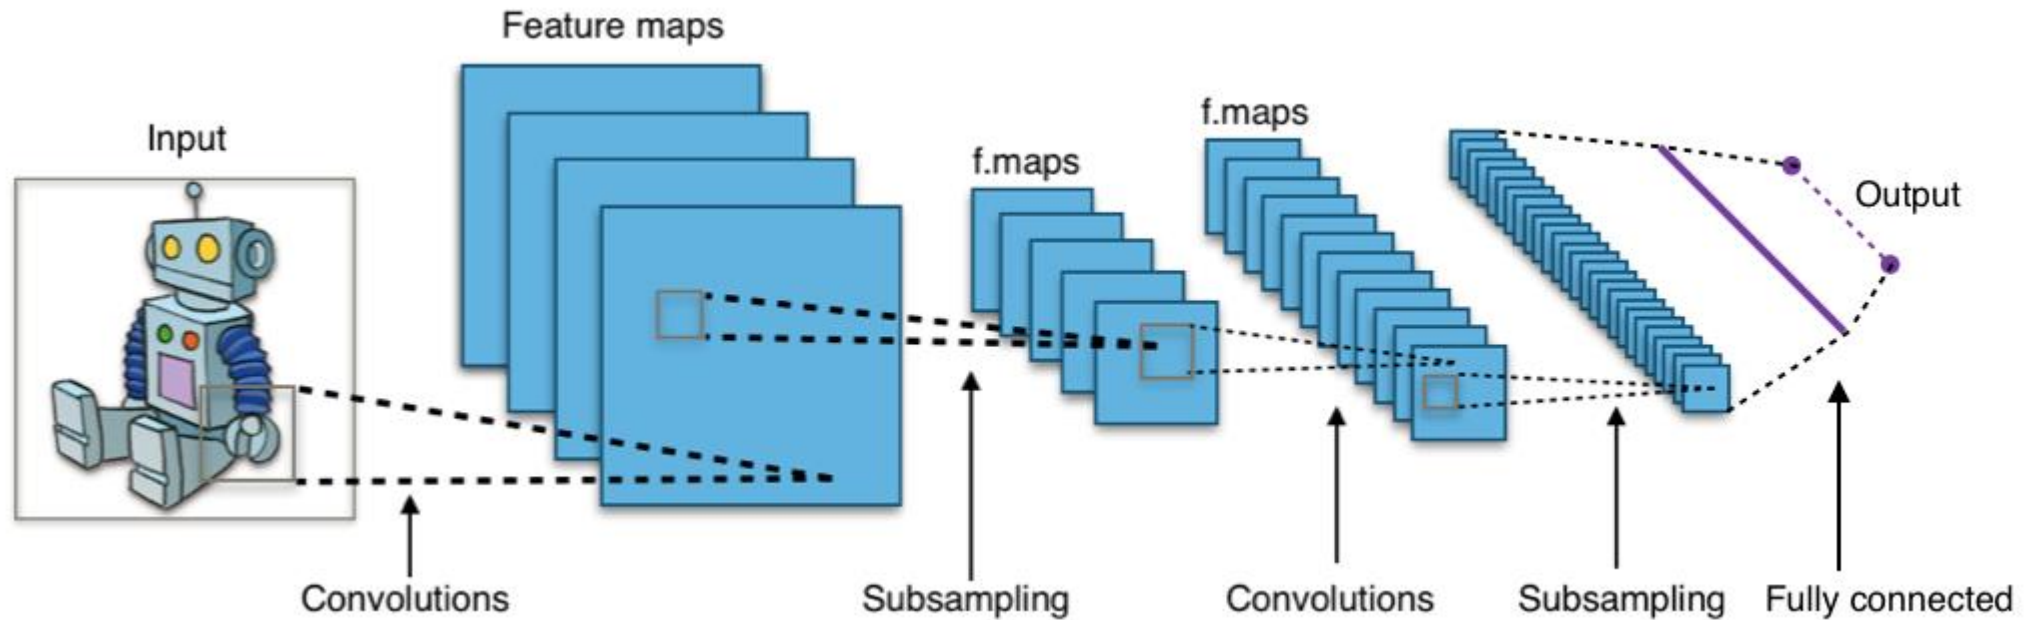 Feature maps
f.maps
Input
f.maps
Output
Convolutions
Subsampling
Convolutions
Subsampling
Fully connected